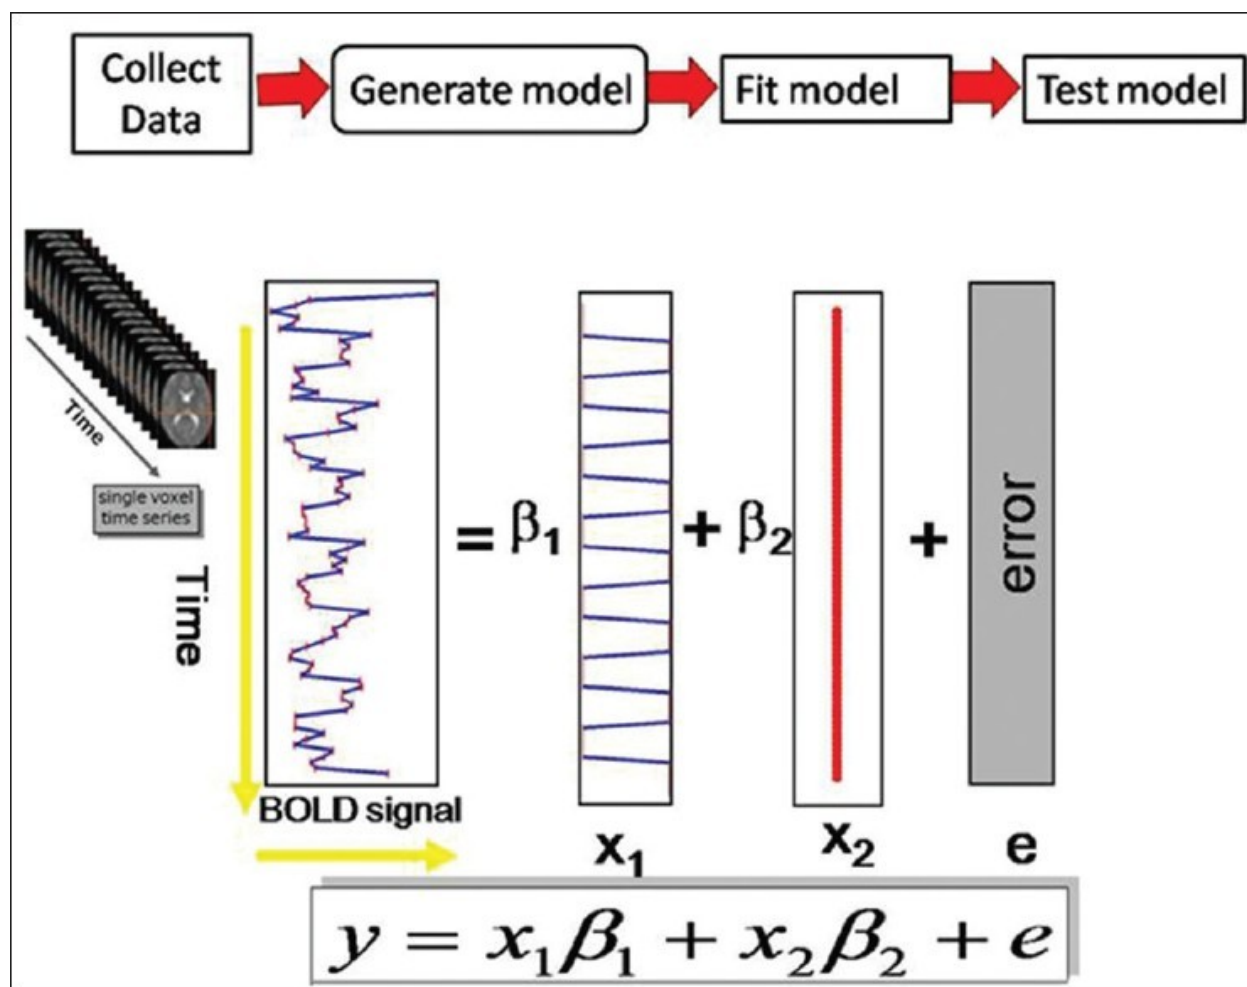 Collect
Data
Generate model
Fit model
Test model
Time
single voxel
time series
Time
BOLD signal
= β₁
+ β₂
+
error
x₁
x₂
e
y = x₁β₁ + x₂β₂ + e